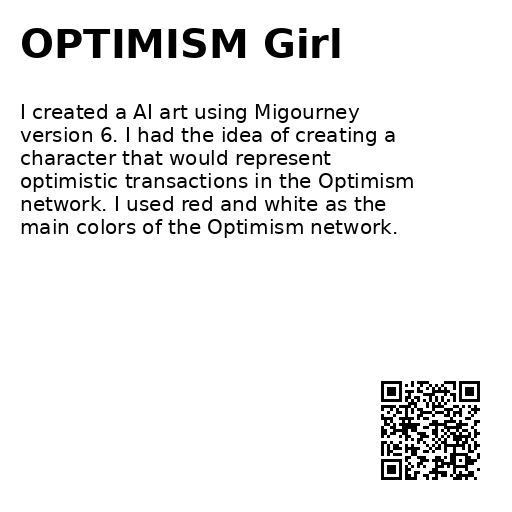 OPTIMISM Girl
I created a AI art using Migourney
version 6. I had the idea of creating a
character that would represent
optimistic transactions in the Optimism
network. I used red and white as the
main colors of the Optimism network.